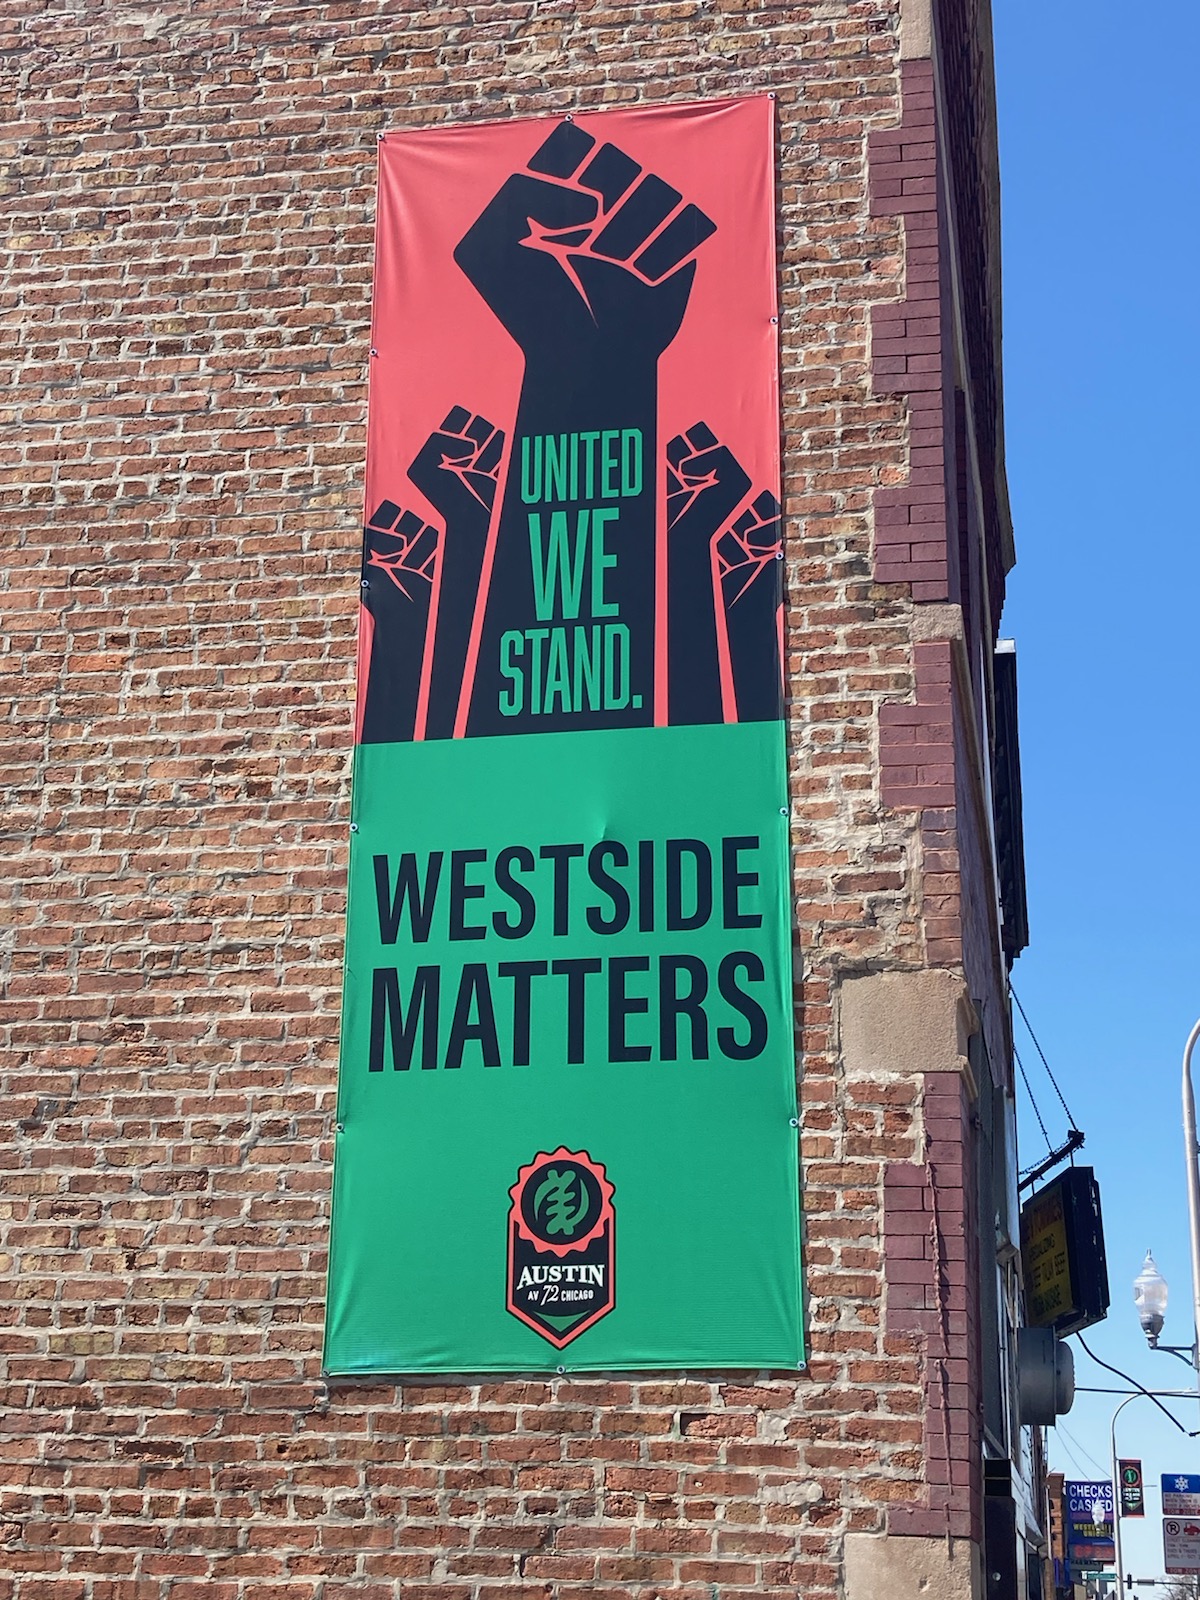 UNITED
WE
STAND.
WESTSIDE
MATTERS
AUSTIN
AV 72 CHICAGO
CHECKS
CASHED